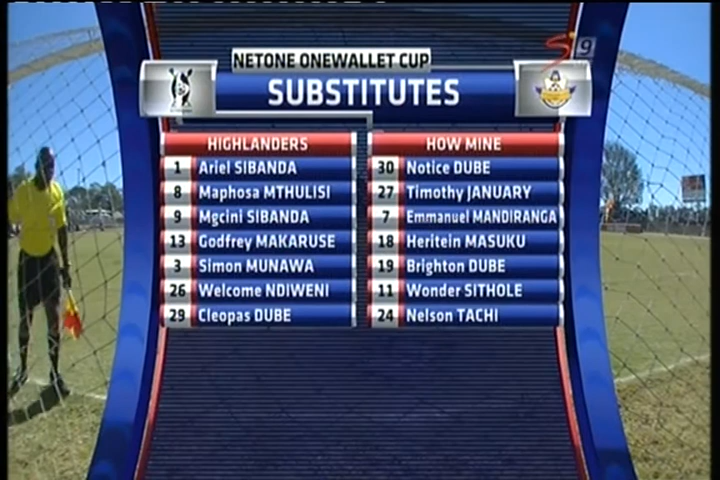 NETONE ONEWALLET CUP
SUBSTITUTES
S 9
HIGHLANDERS
1 Ariel SIBANDA
8 Maphosa MTHULISI
9 Mgcini SIBANDA
13 Godfrey MAKARUSE
3 Simon MUNAWA
26 Welcome NDIWENI
29 Cleopas DUBE
HOW MINE
30 Notice DUBE
27 Timothy JANUARY
7 Emmanuel MANDIRANGA
18 Heritein MASUKU
19 Brighton DUBE
11 Wonder SITHOLE
24 Nelson TACHI